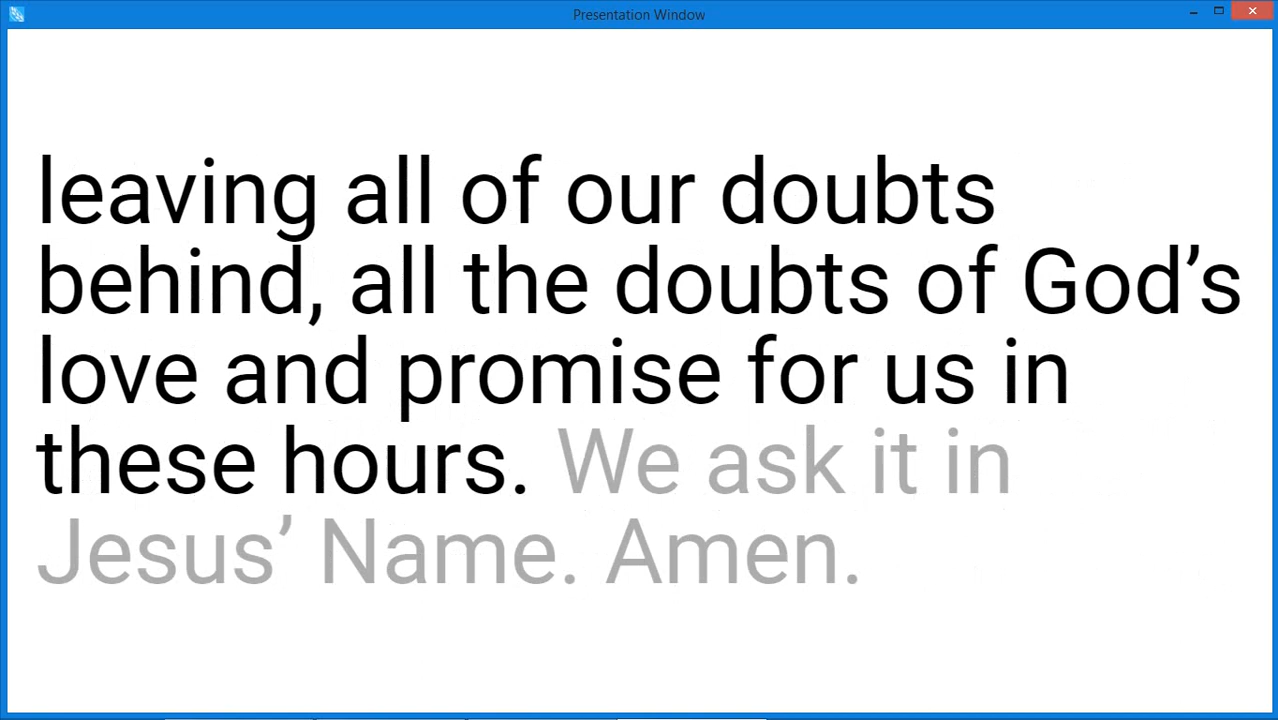 Presentation Window
leaving all of our doubts
behind, all the doubts of God’s
love and promise for us in
these hours. We ask it in
Jesus’ Name. Amen.